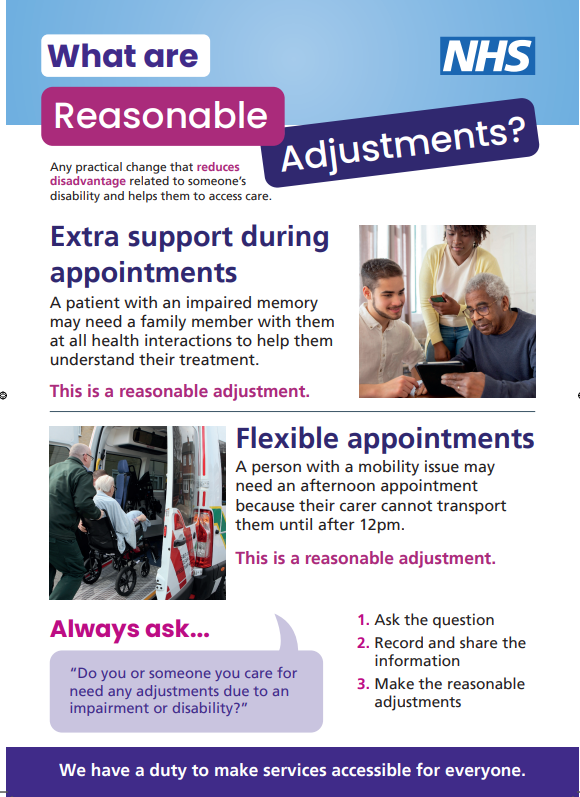 What are
NHS
Reasonable
Adjustments?
Any practical change that reduces
disadvantage related to someone's
disability and helps them to access care.
Extra support during
appointments
A patient with an impaired memory
may need a family member with them
at all health interactions to help them
understand their treatment.
This is a reasonable adjustment.
Flexible appointments
A person with a mobility issue may
need an afternoon appointment
because their carer cannot transport
them until after 12pm.
This is a reasonable adjustment.
Always ask...
“Do you or someone you care for
need any adjustments due to an
impairment or disability?”
1. Ask the question
2. Record and share the
information
3. Make the reasonable
adjustments
We have a duty to make services accessible for everyone.